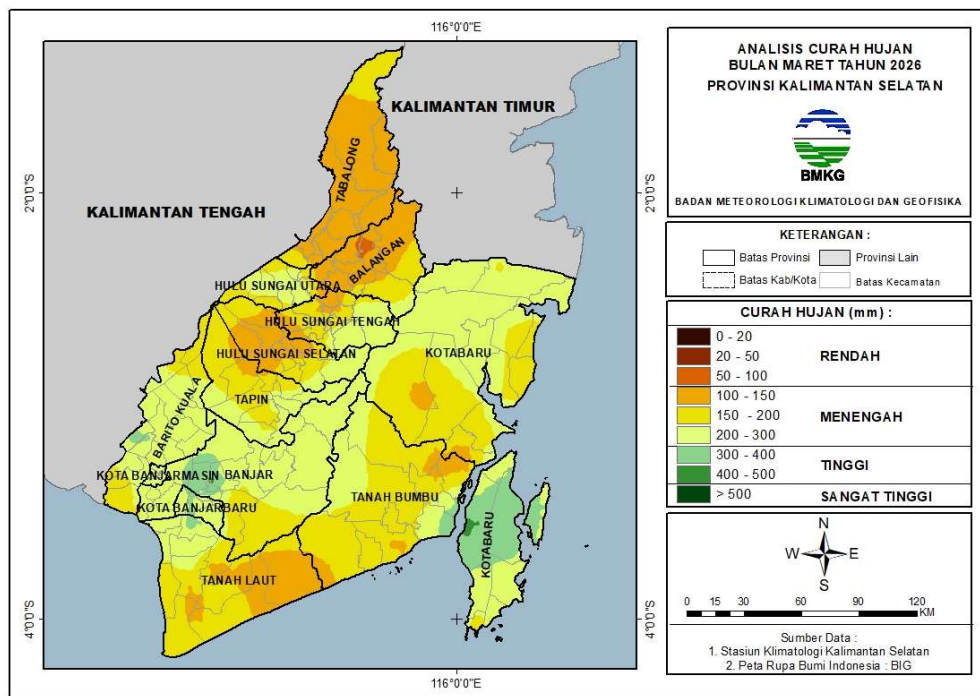 116°0'0"E
KALIMANTAN TIMUR
TABALONG
2°0'0"S
2°0'0"S
KALIMANTAN TENGAH
BALANGAN
HULU SUNGAI UTARA
HULU SUNGAI TENGAH
HULU SUNGAI SELATAN
KOTABARU
TAPIN
BARITO KUALA
KOTA BANJARMASIN
BANJAR
TANAH BUMBU
KOTA BANJARBARU
KOTABARU
TANAH LAUT
4°0'0"S
4°0'0"S
116°0'0"E
ANALISIS CURAH HUJAN
BULAN MARET TAHUN 2026
PROVINSI KALIMANTAN SELATAN
BMKG
BADAN METEOROLOGI KLIMATOLOGI DAN GEOFISIKA
KETERANGAN :
Batas Provinsi
Provinsi Lain
Batas Kab/Kota
Batas Kecamatan
CURAH HUJAN (mm) :
0 - 20
20 - 50
RENDAH
50 - 100
100 - 150
150 - 200
MENENGAH
200 - 300
300 - 400
TINGGI
400 - 500
> 500
SANGAT TINGGI
N
W
E
S
0 15 30 60 90 120
KM
Sumber Data :
1. Stasiun Klimatologi Kalimantan Selatan
2. Peta Rupa Bumi Indonesia : BIG